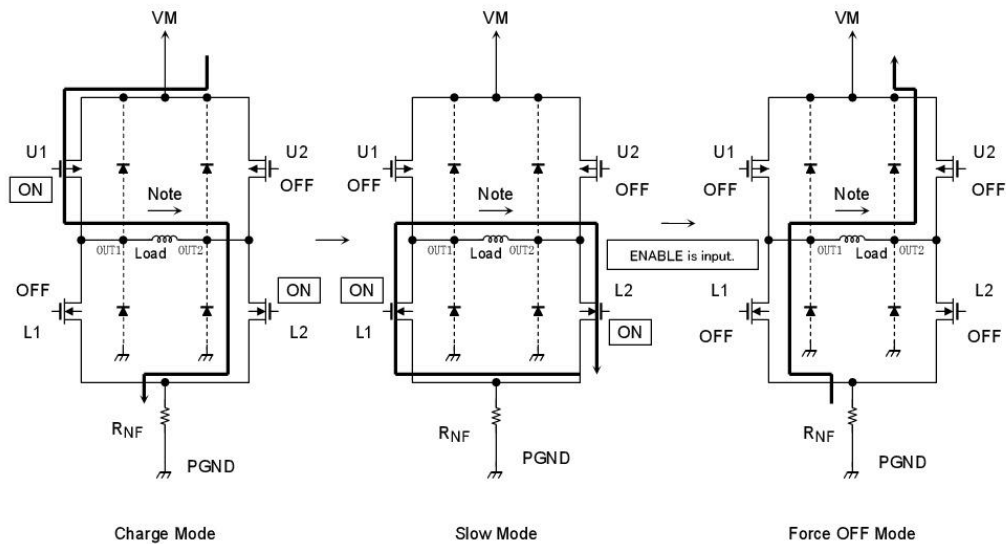 VM
U1
ON
U2
OFF
Note
OUT1
Load
OUT2
OFF
L1
ON
L2
RNF
PGND
Charge Mode
VM
U1
OFF
U2
OFF
Note
OUT1
Load
OUT2
ON
L1
L2
ON
RNF
PGND
Slow Mode
ENABLE is input.
VM
U1
OFF
U2
OFF
Note
OUT1
Load
OUT2
L1
OFF
L2
OFF
RNF
PGND
Force OFF Mode